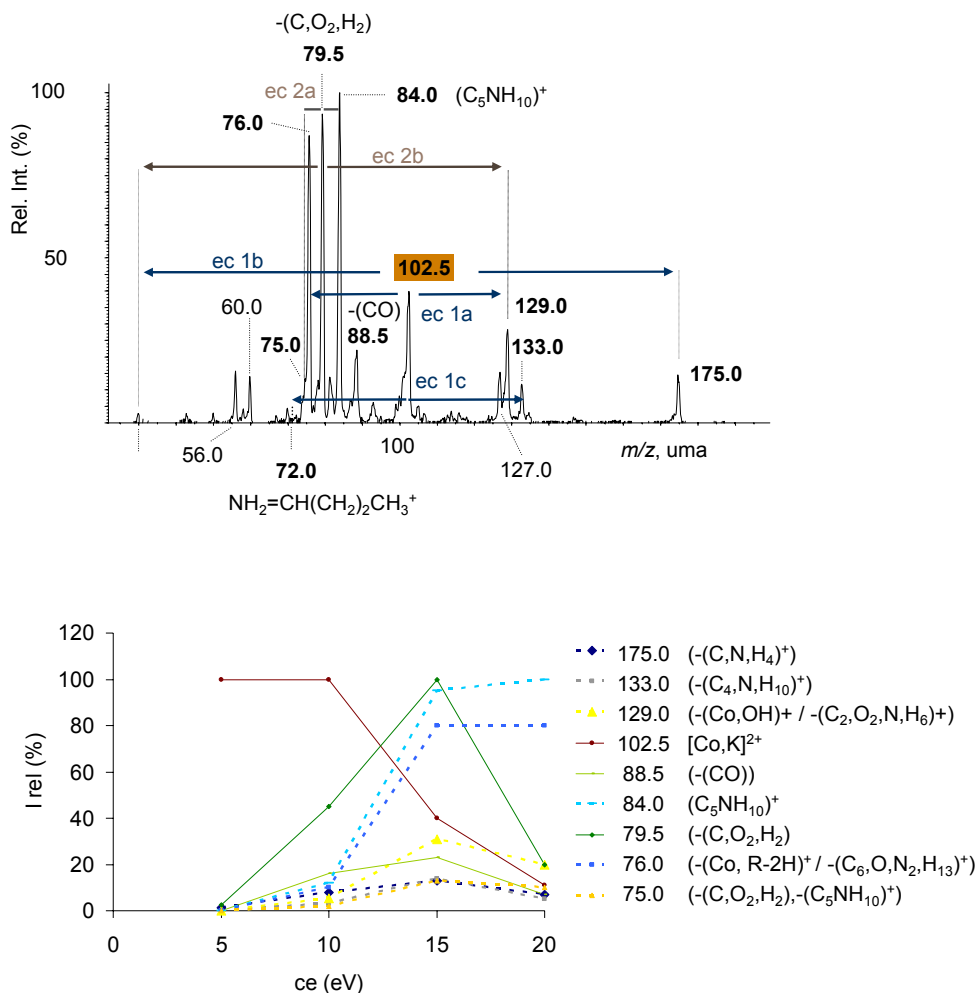 -(C,O₂,H₂)
79.5
100
ec 2a
84.0 (C₅NH₁₀)⁺
76.0
ec 2b
Rel. Int. (%)
50
ec 1b
102.5
-(CO)
ec 1a
129.0
60.0
88.5
133.0
75.0
175.0
ec 1c
100
m/z, uma
56.0
127.0
72.0
NH₂=CH(CH₂)₂CH₃⁺
120
100
80
60
40
20
0
I rel (%)
0 5 10 15 20
ce (eV)
175.0 (-(C,N,H₄)⁺)
133.0 (-(C₄,N,H₁₀)⁺)
129.0 (-(Co,OH)+ / -(C₂,O₂,N,H₆)+)
102.5 [Co,K]²⁺
88.5 (-(CO))
84.0 (C₅NH₁₀)⁺
79.5 (-(C,O₂,H₂)
76.0 (-(Co, R-2H)⁺ / -(C₆,O,N₂,H₁₃)⁺)
75.0 (-(C,O₂,H₂),-(C₅NH₁₀)⁺)